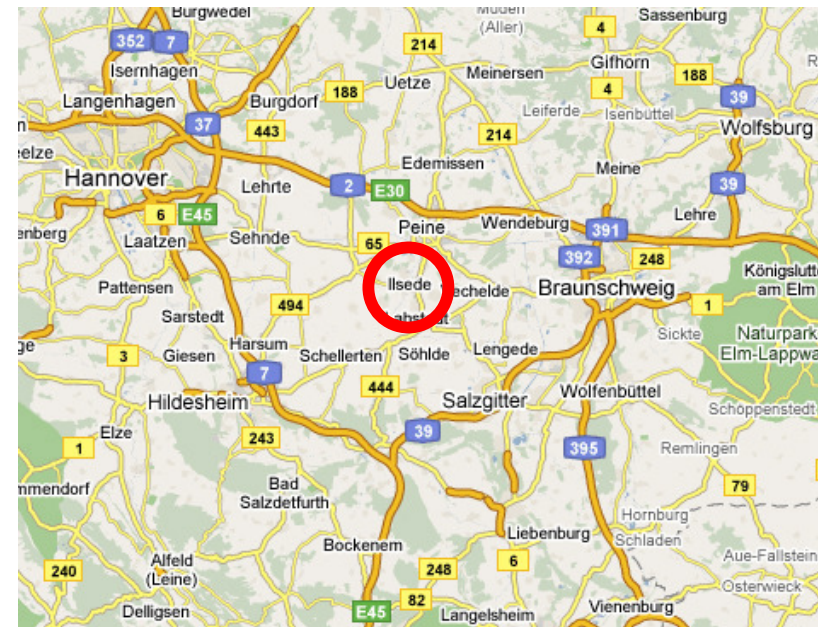 Burgwedel
Müden
(Aller)
4
Sassenburg
352
7
214
Isernhagen
Gifhorn
Meinersen
188
Uetze
188
4
39
Langenhagen
Burgdorf
Leiferde
Isenbüttel
37
443
214
Wolfsburg
Edemissen
Meine
Hannover
Lehrte
2
E30
39
6
E45
Peine
Wendeburg
391
Lehre
Laatzen
Sehnde
65
392
248
Königslutt
am Elm
Ilsede
echelde
Braunschweig
Pattensen
494
1
Sarstedt
Sickte
Naturpark
Elm-Lappwa
3
Giesen
Harsum
Schellerten
Söhlde
Lengede
7
444
Salzgitter
Wolfenbüttel
Hildesheim
Schöppenstedt
39
Elze
1
243
395
Remlingen
mmendorf
Bad
Salzdetfurth
79
Hornburg
Schladen
Bockenem
Liebenburg
Aue-Fallstein
Alfeld
(Leine)
240
248
6
Osterwieck
82
Delligsen
E45
Langelsheim
Vienenburg